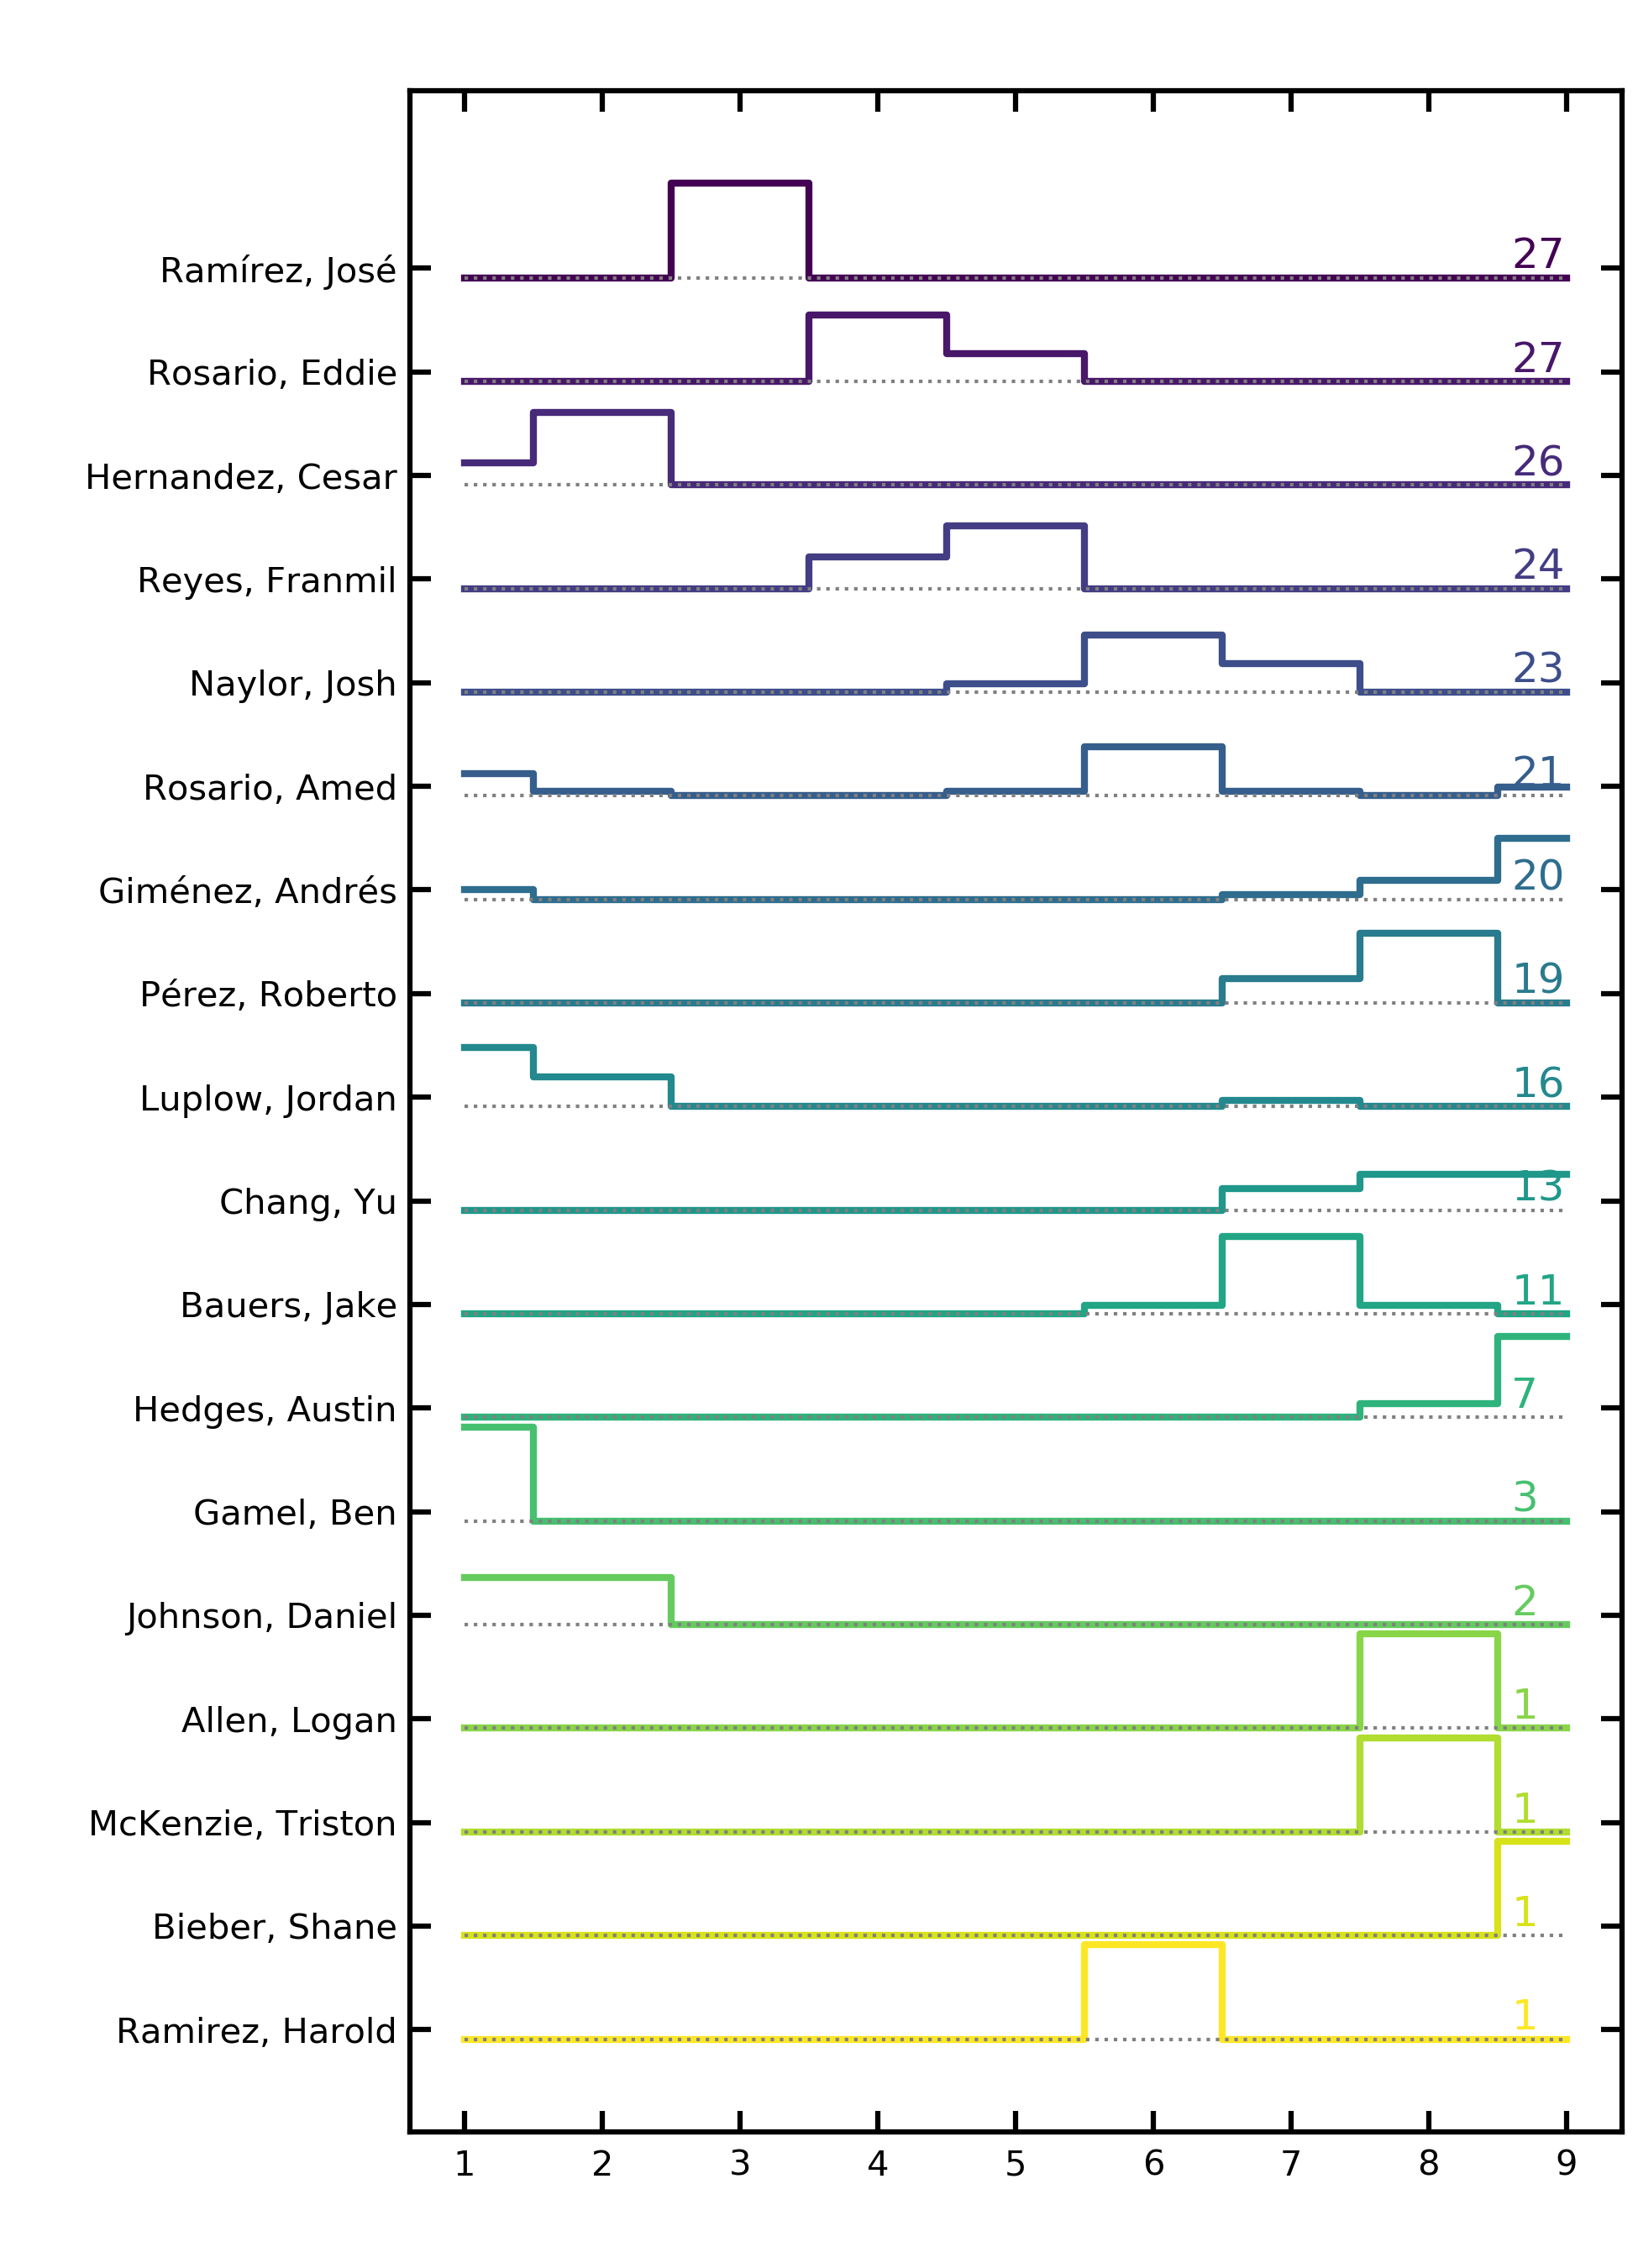 Ramírez, José 27
Rosario, Eddie 27
Hernandez, Cesar 26
Reyes, Franmil 24
Naylor, Josh 23
Rosario, Amed 21
Giménez, Andrés 20
Pérez, Roberto 19
Luplow, Jordan 16
Chang, Yu 13
Bauers, Jake 11
Hedges, Austin 7
Gamel, Ben 3
Johnson, Daniel 2
Allen, Logan 1
McKenzie, Triston 1
Bieber, Shane 1
Ramirez, Harold 1
1 2 3 4 5 6 7 8 9